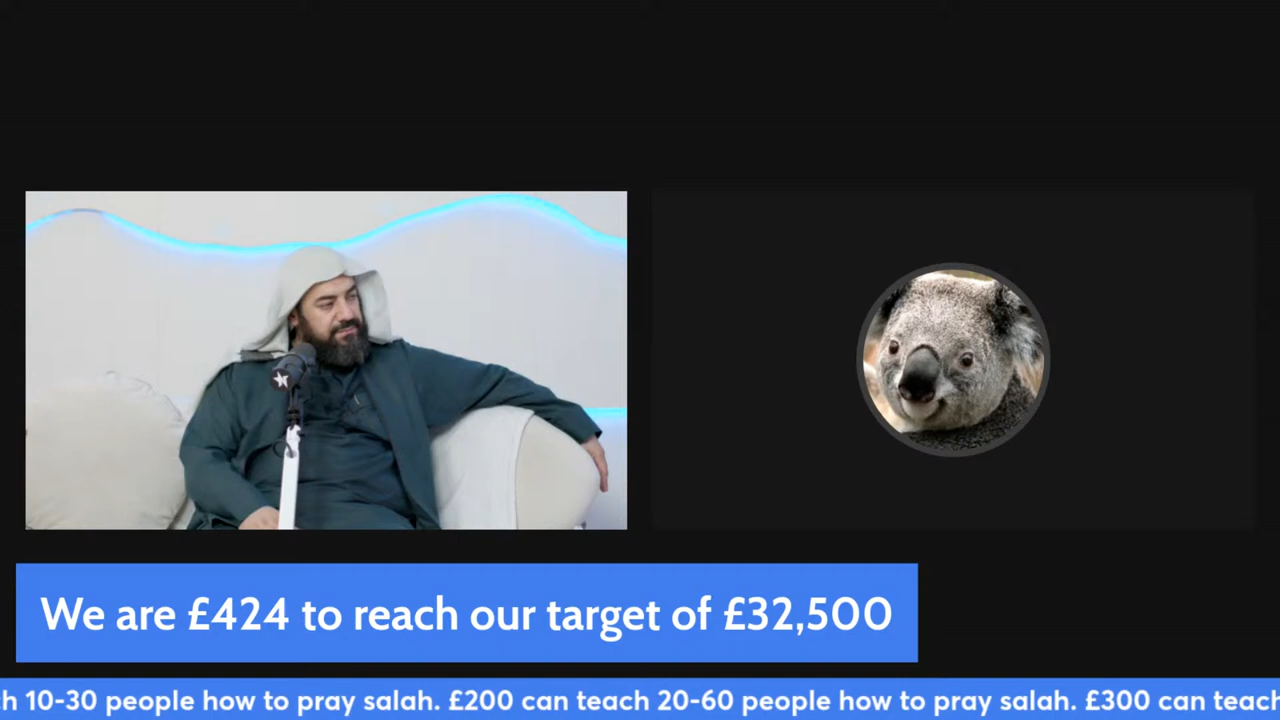 We are £424 to reach our target of £32,500
h 10-30 people how to pray salah. £200 can teach 20-60 people how to pray salah. £300 can teach